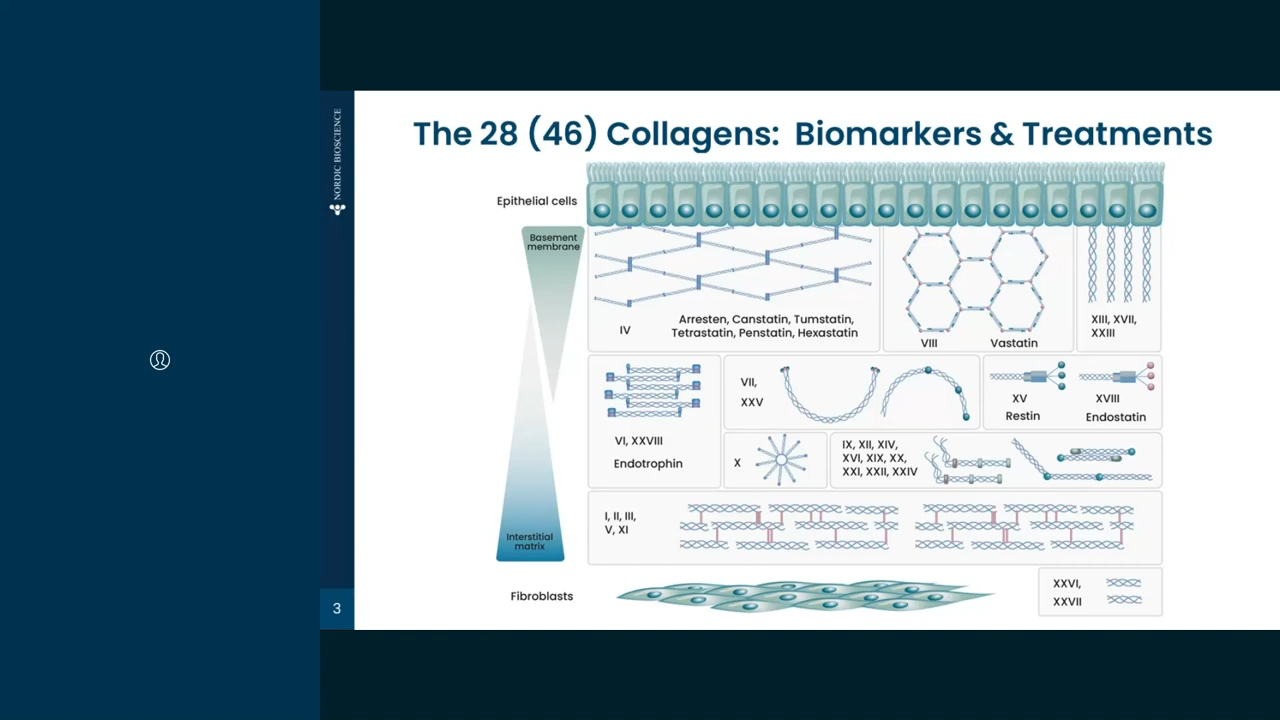 NORDIC BIOSCIENCE
The 28 (46) Collagens: Biomarkers & Treatments
Epithelial cells
Basement
membrane
IV
Arresten, Canstatin, Tumstatin,
Tetrastatin, Penstatin, Hexastatin
VIII
Vastatin
XIII, XVII,
XXIII
VI, XXVIII
Endotrophin
VII,
XXV
XV
Restin
XVIII
Endostatin
X
IX, XII, XIV,
XVI, XIX, XX,
XXI, XXII, XXIV
I, II, III,
V, XI
Interstitial
matrix
Fibroblasts
XXVI,
XXVII
3